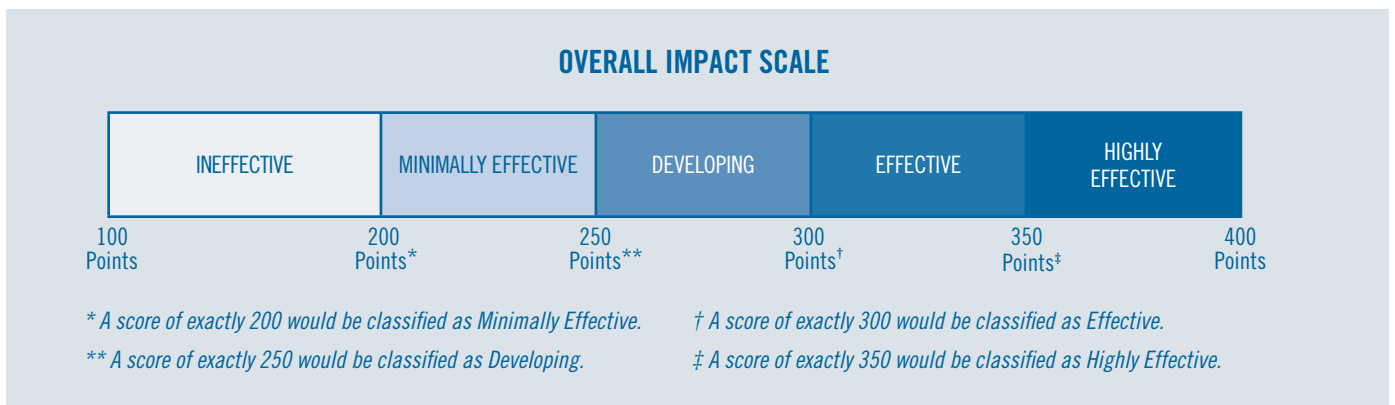 OVERALL IMPACT SCALE
INEFFECTIVE
MINIMALLY EFFECTIVE
DEVELOPING
EFFECTIVE
HIGHLY
EFFECTIVE
100
Points
200
Points*
250
Points**
300
Points†
350
Points‡
400
Points
* A score of exactly 200 would be classified as Minimally Effective.
** A score of exactly 250 would be classified as Developing.
† A score of exactly 300 would be classified as Effective.
‡ A score of exactly 350 would be classified as Highly Effective.